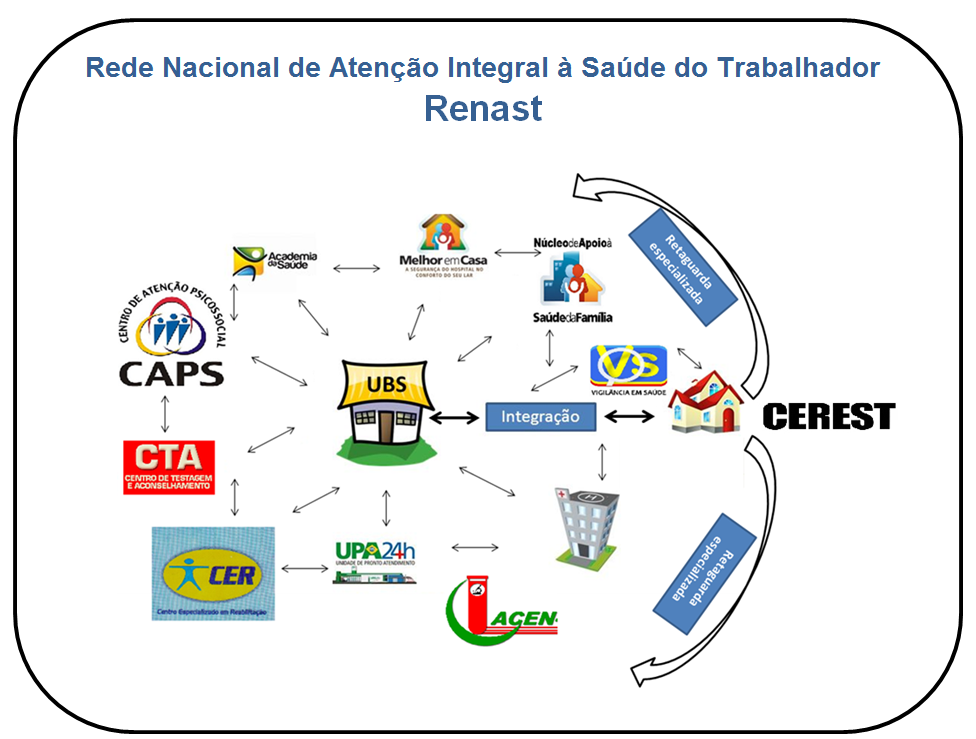 Rede Nacional de Atenção Integral à Saúde do Trabalhador
Renast
Retaguarda
especializada
Academia
da Saúde
Melhor em Casa
A SEGURANÇA DO HOSPITAL NO
CONFORTO DO SEU LAR
Núcleo de Apoio à
Saúde da Família
CENTRO DE ATENÇÃO PSICOSSOCIAL
CAPS
UBS
Integração
VS
VIGILÂNCIA EM SAÚDE
CEREST
CTA
CENTRO DE TESTAGEM
E ACONSELHAMENTO
H
CER
Centro Especializado em Reabilitação
UPA24h
UNIDADE DE PRONTO ATENDIMENTO
LACEN
Retaguarda
especializada